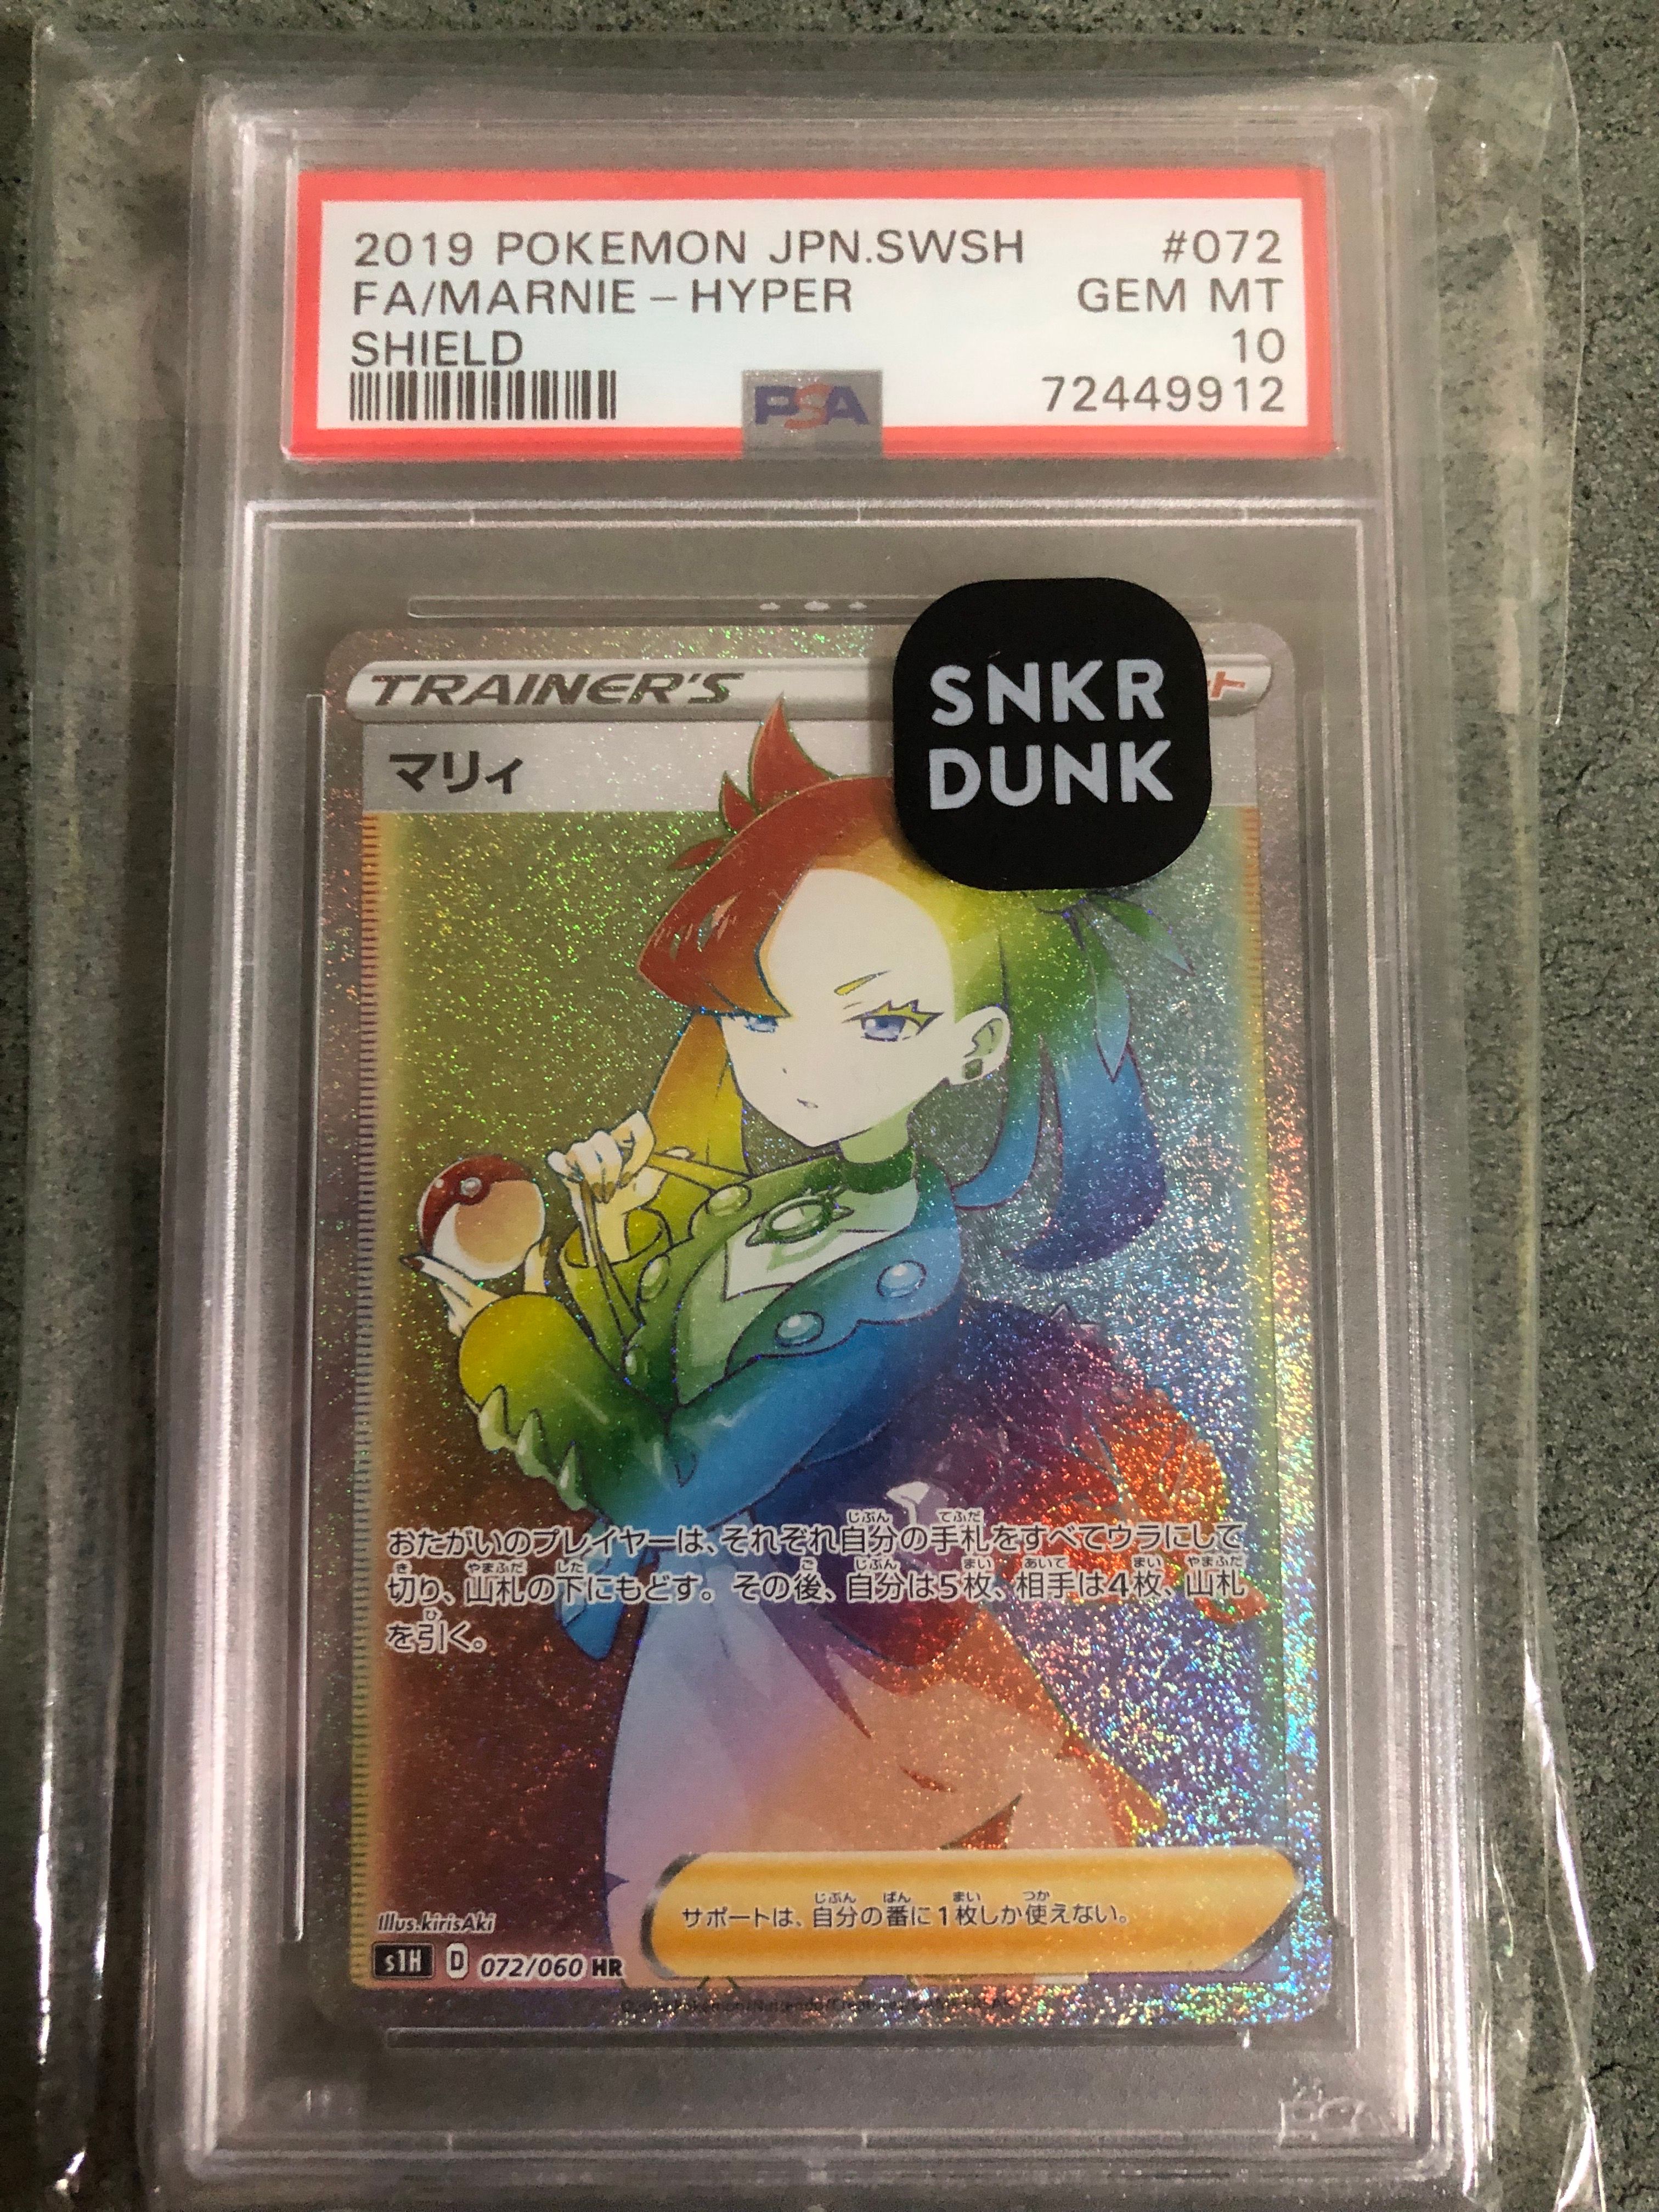 2019 POKEMON JPN.SWSH #072
FA/MARNIE – HYPER GEM MT
SHIELD 10
PSA 72449912
SNKR
DUNK
TRAINER'S
マリィ
おたがいのプレイヤーは、それぞれ自分の手札をすべてウラにして
切り、山札の下にもどす。その後、自分は5枚、相手は4枚、山札
を引く。
サポートは、自分の番に1枚しか使えない。
Illus.kirisAki
s1H D 072/060 HR